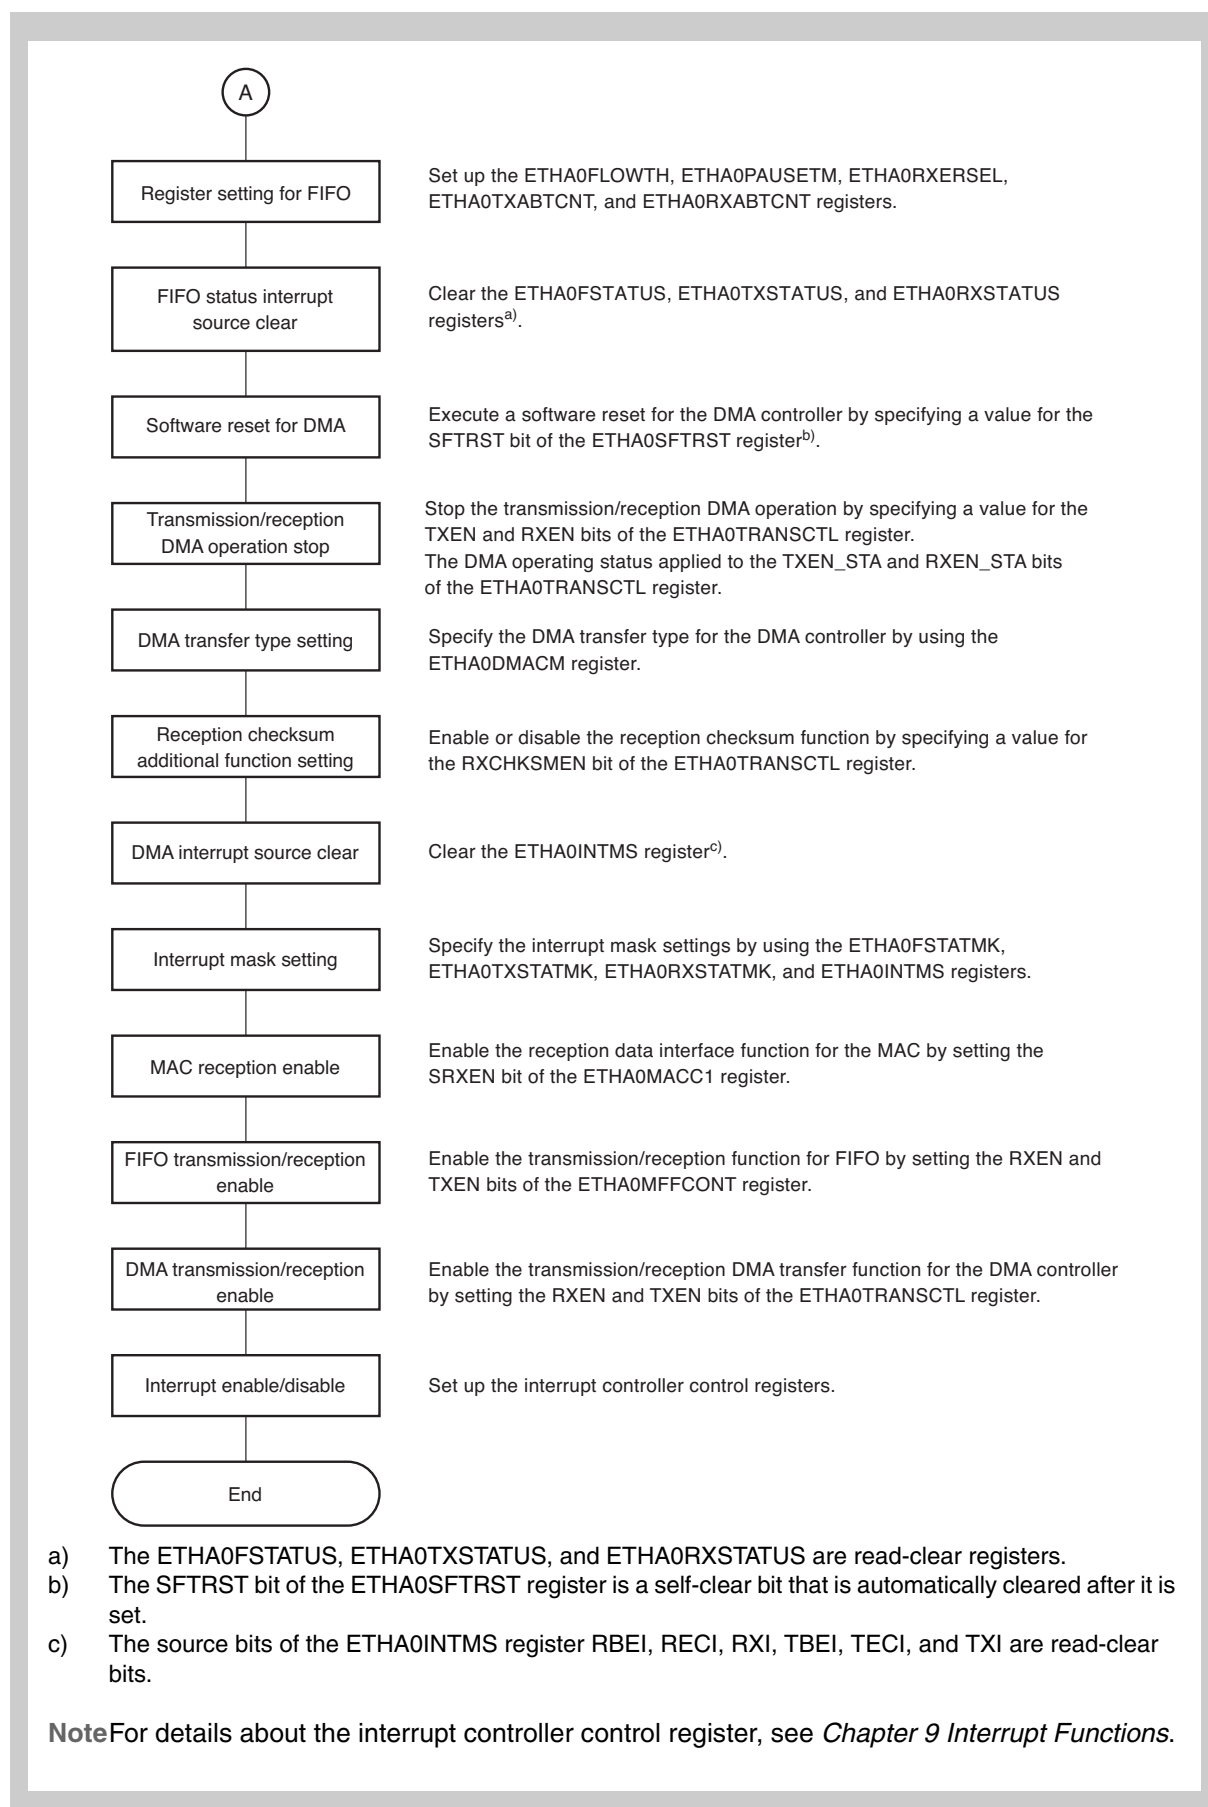 A
Register setting for FIFO
Set up the ETHA0FLOWTH, ETHA0PAUSETM, ETHA0RXERSEL,
ETHA0TXABTCNT, and ETHA0RXABTCNT registers.
FIFO status interrupt
source clear
Clear the ETHA0FSTATUS, ETHA0TXSTATUS, and ETHA0RXSTATUS
registersa).
Software reset for DMA
Execute a software reset for the DMA controller by specifying a value for the
SFTRST bit of the ETHA0SFTRST registerb).
Transmission/reception
DMA operation stop
Stop the transmission/reception DMA operation by specifying a value for the
TXEN and RXEN bits of the ETHA0TRANSCTL register.
The DMA operating status applied to the TXEN_STA and RXEN_STA bits
of the ETHA0TRANSCTL register.
DMA transfer type setting
Specify the DMA transfer type for the DMA controller by using the
ETHA0DMACM register.
Reception checksum
additional function setting
Enable or disable the reception checksum function by specifying a value for
the RXCHKSMEN bit of the ETHA0TRANSCTL register.
DMA interrupt source clear
Clear the ETHA0INTMS registerc).
Interrupt mask setting
Specify the interrupt mask settings by using the ETHA0FSTATMK,
ETHA0TXSTATMK, ETHA0RXSTATMK, and ETHA0INTMS registers.
MAC reception enable
Enable the reception data interface function for the MAC by setting the
SRXEN bit of the ETHA0MACC1 register.
FIFO transmission/reception
enable
Enable the transmission/reception function for FIFO by setting the RXEN and
TXEN bits of the ETHA0MFFCONT register.
DMA transmission/reception
enable
Enable the transmission/reception DMA transfer function for the DMA controller
by setting the RXEN and TXEN bits of the ETHA0TRANSCTL register.
Interrupt enable/disable
Set up the interrupt controller control registers.
End
a) The ETHA0FSTATUS, ETHA0TXSTATUS, and ETHA0RXSTATUS are read-clear registers.
b) The SFTRST bit of the ETHA0SFTRST register is a self-clear bit that is automatically cleared after it is
set.
c) The source bits of the ETHA0INTMS register RBEI, RECI, RXI, TBEI, TECI, and TXI are read-clear
bits.
Note For details about the interrupt controller control register, see Chapter 9 Interrupt Functions.